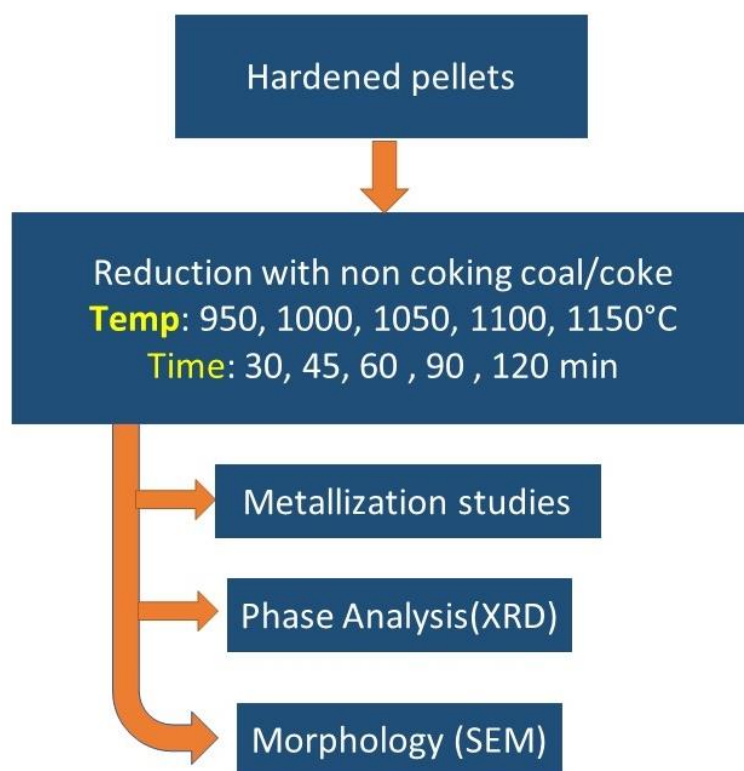 Hardened pellets
Reduction with non coking coal/coke
Temp: 950, 1000, 1050, 1100, 1150°C
Time: 30, 45, 60 , 90 , 120 min
Metallization studies
Phase Analysis(XRD)
Morphology (SEM)